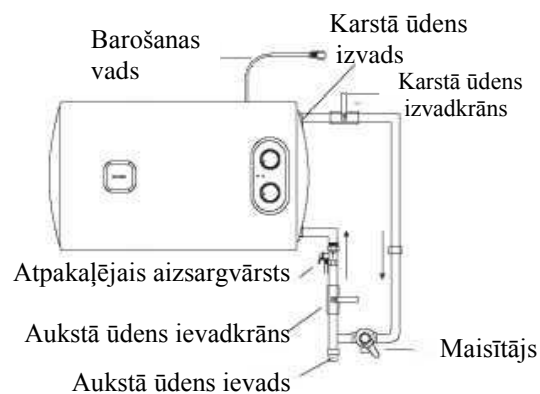 Barošanas
vads
Karstā ūdens
izvads
Karstā ūdens
izvadkrāns
Atpakaļējais aizsargvārsts
Aukstā ūdens ievadkrāns
Aukstā ūdens ievads
Maisītājs